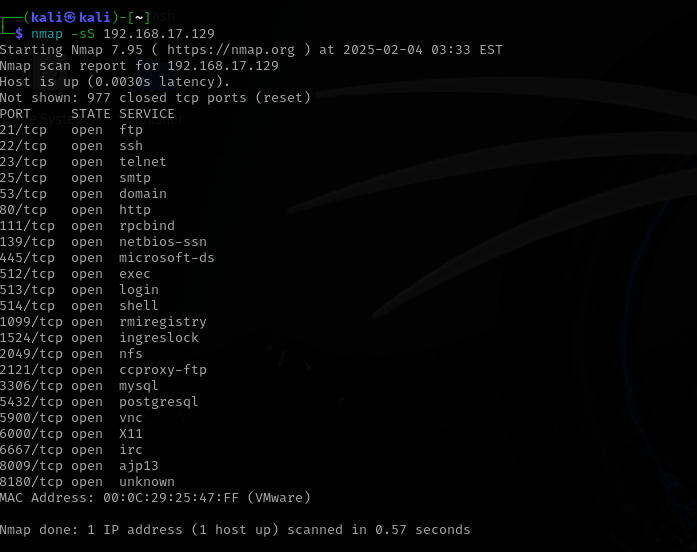 ┌──(kali㉿kali)-[~]
└─$ nmap -sS 192.168.17.129
Starting Nmap 7.95 ( https://nmap.org ) at 2025-02-04 03:33 EST
Nmap scan report for 192.168.17.129
Host is up (0.0030s latency).
Not shown: 977 closed tcp ports (reset)
PORT     STATE SERVICE
21/tcp   open  ftp
22/tcp   open  ssh
23/tcp   open  telnet
25/tcp   open  smtp
53/tcp   open  domain
80/tcp   open  http
111/tcp  open  rpcbind
139/tcp  open  netbios-ssn
445/tcp  open  microsoft-ds
512/tcp  open  exec
513/tcp  open  login
514/tcp  open  shell
1099/tcp open  rmiregistry
1524/tcp open  ingreslock
2049/tcp open  nfs
2121/tcp open  ccproxy-ftp
3306/tcp open  mysql
5432/tcp open  postgresql
5900/tcp open  vnc
6000/tcp open  X11
6667/tcp open  irc
8009/tcp open  ajp13
8180/tcp open  unknown
MAC Address: 00:0C:29:25:47:FF (VMware)

Nmap done: 1 IP address (1 host up) scanned in 0.57 seconds